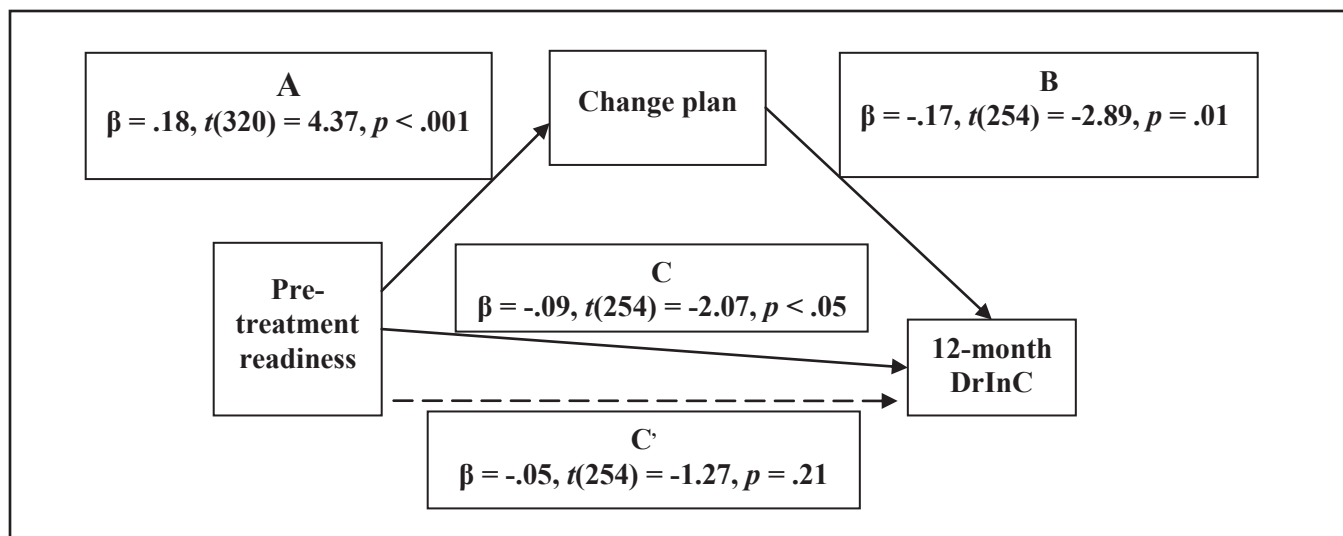 A
β = .18, t(320) = 4.37, p < .001
Change plan
B
β = -.17, t(254) = -2.89, p = .01
Pre-
treatment
readiness
C
β = -.09, t(254) = -2.07, p < .05
12-month
DrInC
C’
β = -.05, t(254) = -1.27, p = .21